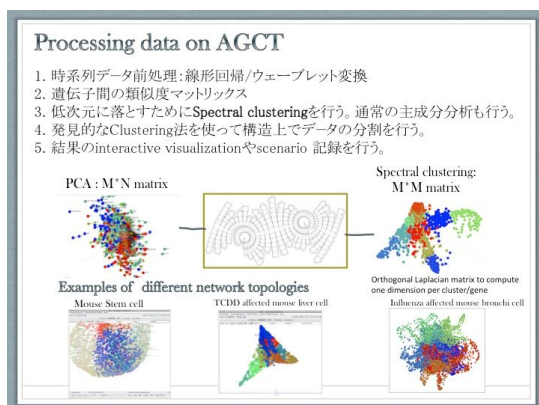 Processing data on AGCT
1. 時系列データ前処理：線形回帰/ウェーブレット変換
2. 遺伝子間の類似度マットリックス
3. 低次元に落とすためにSpectral clusteringを行う。通常の主成分分析も行う。
4. 発見的なClustering法を使って構造上でデータの分割を行う。
5. 結果のinteractive visualizationやscenario 記録を行う。
PCA : M*N matrix
Spectral clustering:
M*M matrix
Orthogonal Laplacian matrix to compute
one dimension per cluster/gene
Examples of different network topologies
Mouse Stem cell
TCDD affected mouse liver cell
Influenza affected mouse bronchi cell